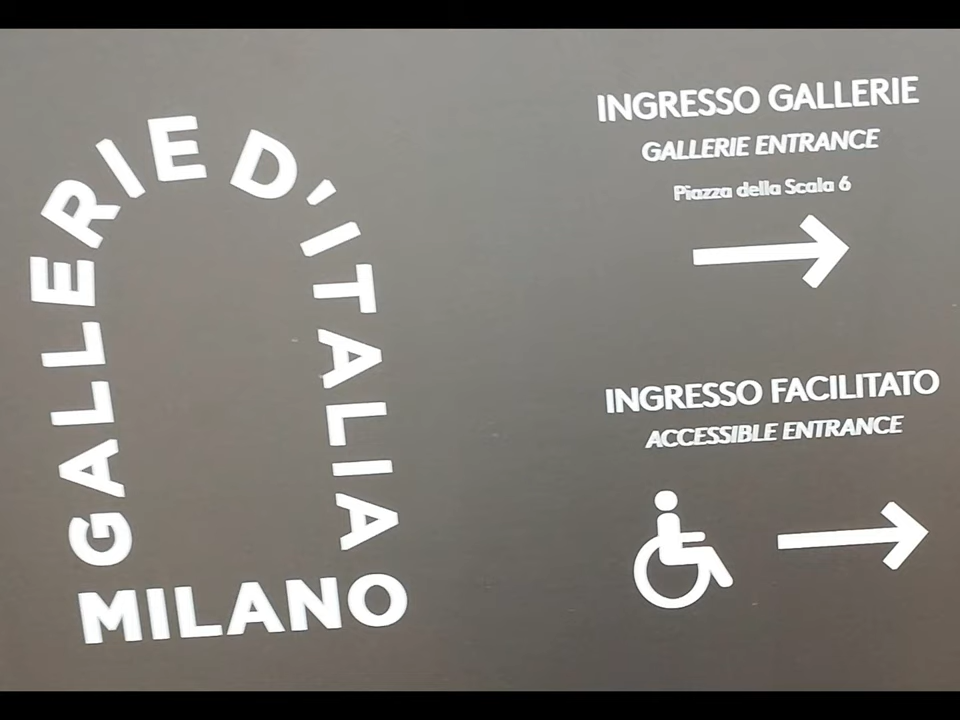 GALLERIE D'ITALIA
MILANO
INGRESSO GALLERIE
GALLERIE ENTRANCE
Piazza della Scala 6
INGRESSO FACILITATO
ACCESSIBLE ENTRANCE